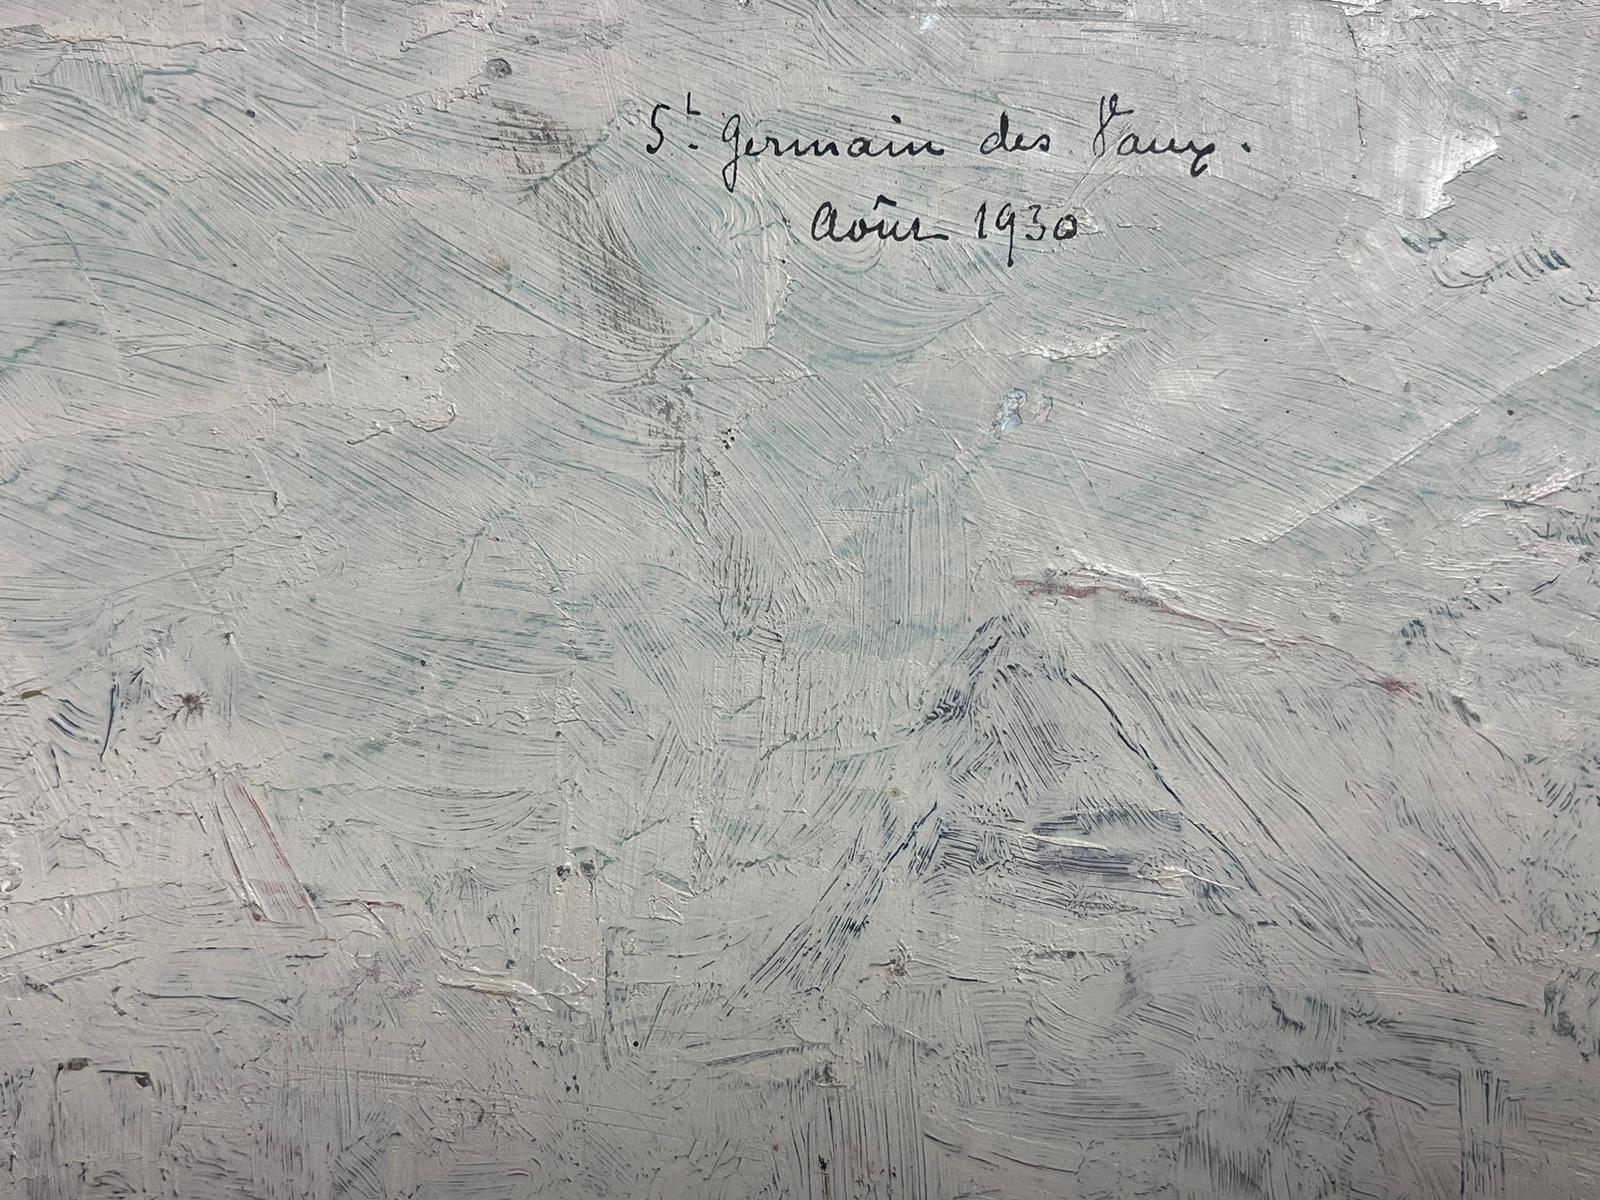 St. Germain des Vaux.
Août 1930